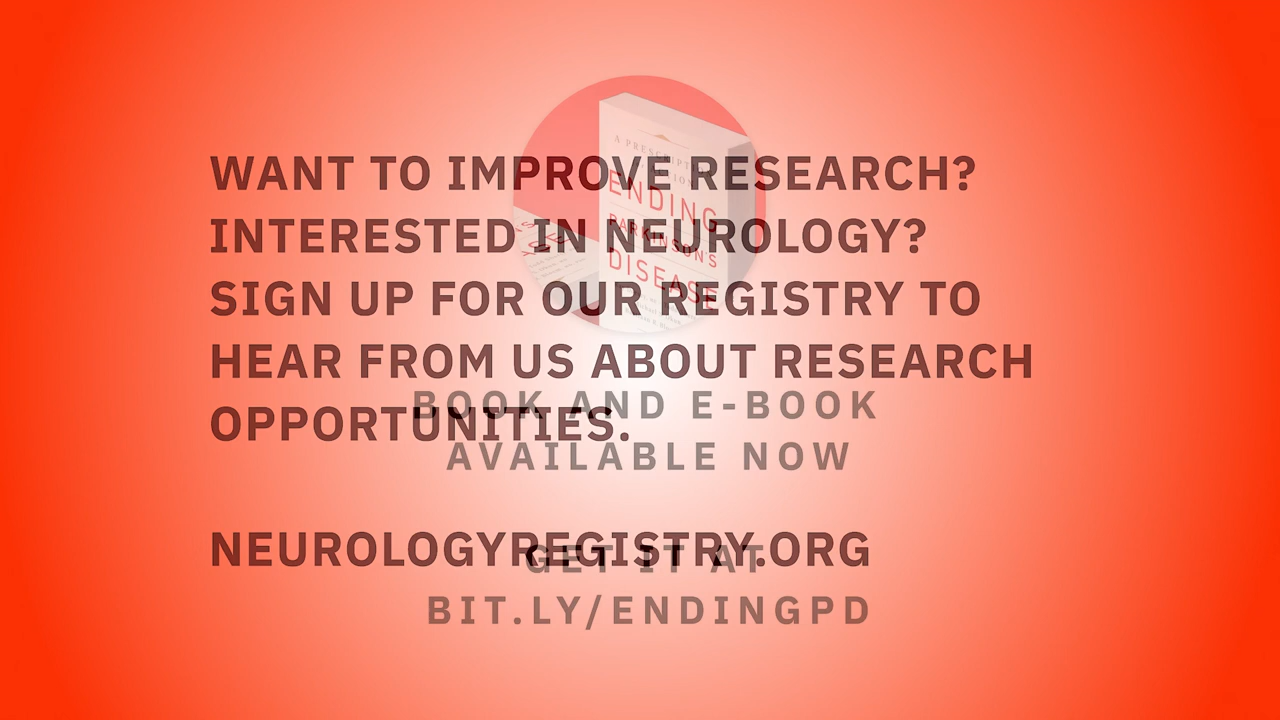 WANT TO IMPROVE RESEARCH?
INTERESTED IN NEUROLOGY?
SIGN UP FOR OUR REGISTRY TO
HEAR FROM US ABOUT RESEARCH
OPPORTUNITIES.
NEUROLOGYREGISTRY.ORG
A PRESCRIPTION
ENDING
PARKINSON'S
DISEASE
BOOK AND E-BOOK
AVAILABLE NOW
GET IT AT
BIT.LY/ENDINGPD